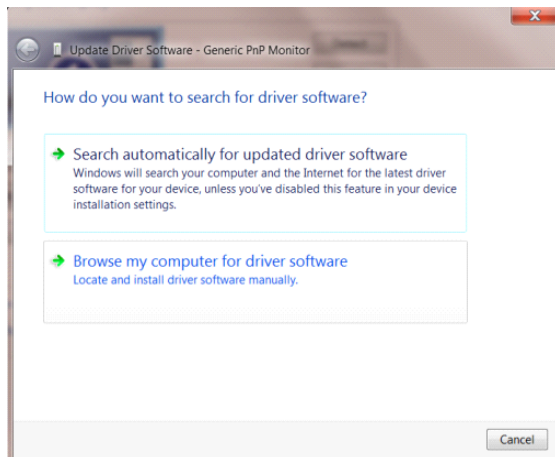 Update Driver Software - Generic PnP Monitor
How do you want to search for driver software?
Search automatically for updated driver software
Windows will search your computer and the Internet for the latest driver
software for your device, unless you've disabled this feature in your device
installation settings.
Browse my computer for driver software
Locate and install driver software manually.
Cancel